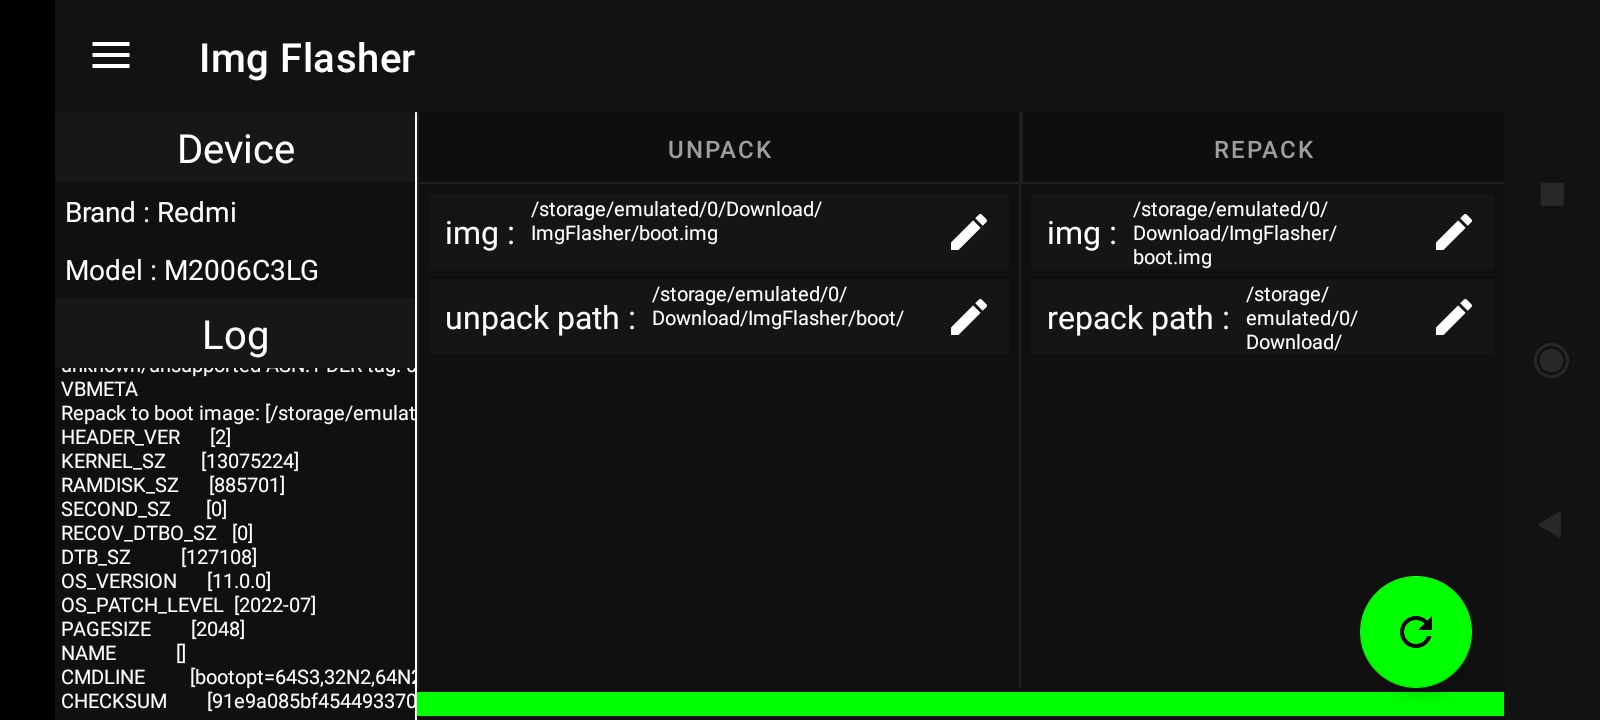 Img Flasher
Device
Brand : Redmi
Model : M2006C3LG
Log
VBMETA
Repack to boot image: [/storage/emulat
HEADER_VER [2]
KERNEL_SZ [13075224]
RAMDISK_SZ [885701]
SECOND_SZ [0]
RECOV_DTBO_SZ [0]
DTB_SZ [127108]
OS_VERSION [11.0.0]
OS_PATCH_LEVEL [2022-07]
PAGESIZE [2048]
NAME []
CMDLINE [bootopt=64S3,32N2,64N2
CHECKSUM [91e9a085bf454493370
UNPACK
img :
/storage/emulated/0/Download/
ImgFlasher/boot.img
unpack path :
/storage/emulated/0/
Download/ImgFlasher/boot/
REPACK
img :
/storage/emulated/0/
Download/ImgFlasher/
boot.img
repack path :
/storage/
emulated/0/
Download/